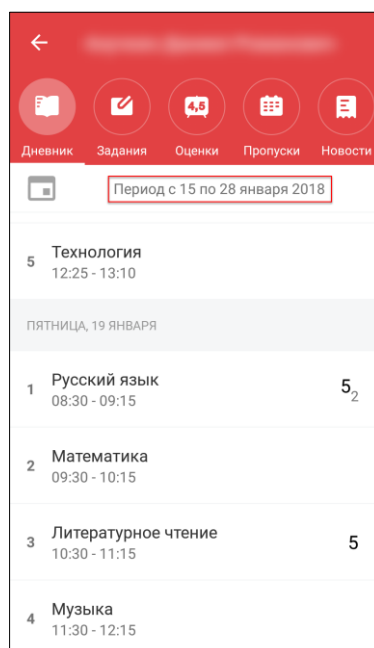 4,5
Дневник Задания Оценки Пропуски Новости
Период с 15 по 28 января 2018
5 Технология
12:25 - 13:10
ПЯТНИЦА, 19 ЯНВАРЯ
1 Русский язык 5 2
08:30 - 09:15
2 Математика
09:30 - 10:15
3 Литературное чтение 5
10:30 - 11:15
4 Музыка
11:30 - 12:15